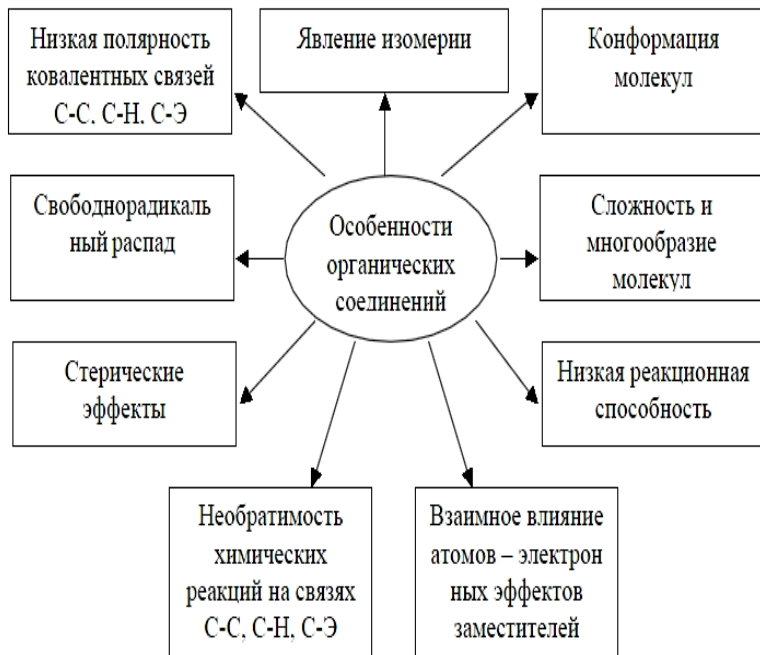 Низкая полярность
ковалентных связей
С-С. С-Н. С-Э
Явление изомерии
Конформация
молекул
Свободнорадикаль
ный распад
Особенности
органических
соединений
Сложность и
многообразие
молекул
Стерические
эффекты
Низкая реакционная
способность
Необратимость
химических
реакций на связях
С-С, С-Н, С-Э
Взаимное влияние
атомов – электрон
ных эффектов
заместителей